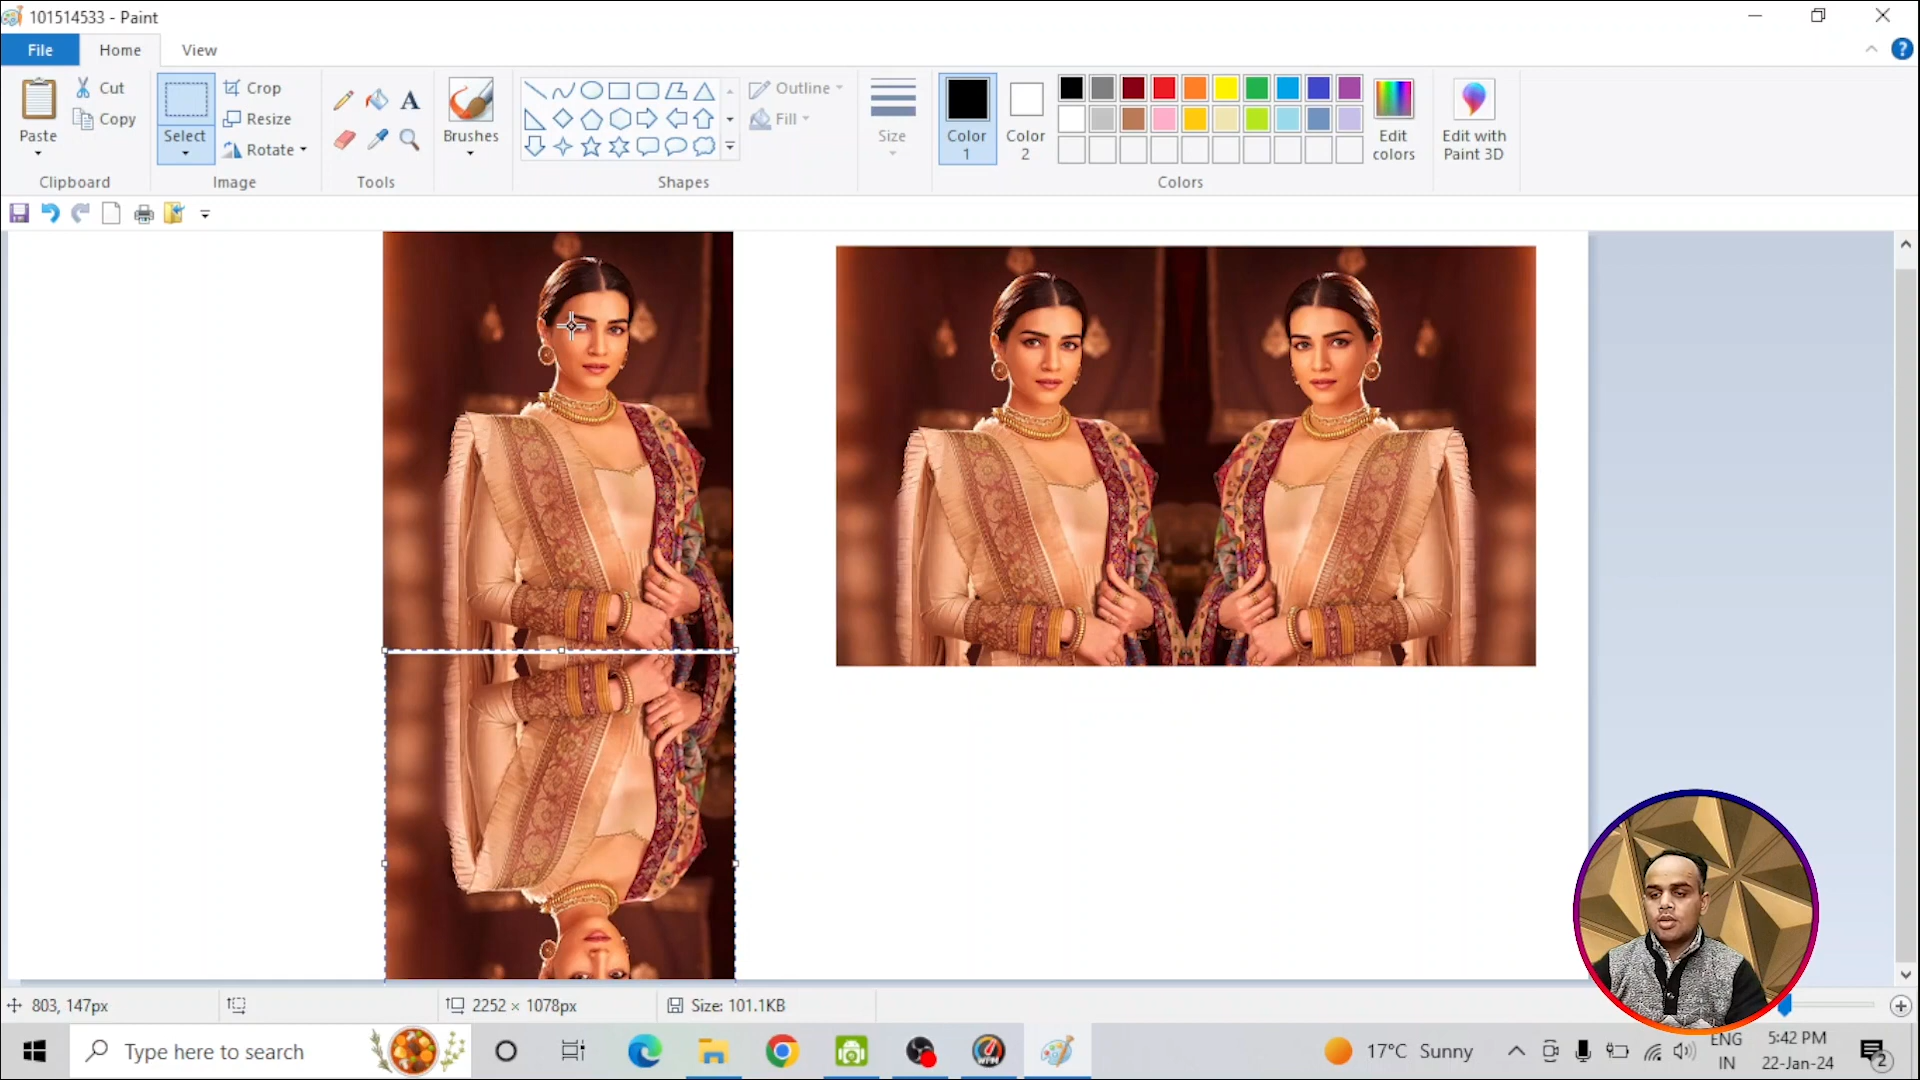 101514533 - Paint
File
Home
View
Paste
Cut
Copy
Clipboard
Select
Crop
Resize
Rotate
Image
A
Tools
Brushes
Shapes
Outline
Fill
Size
Color
1
Color
2
Edit
colors
Colors
Edit with
Paint 3D
?
803, 147px
2252 × 1078px
Size: 101.1KB
Type here to search
17°C Sunny
ENG
IN
5:42 PM
22-Jan-24
2